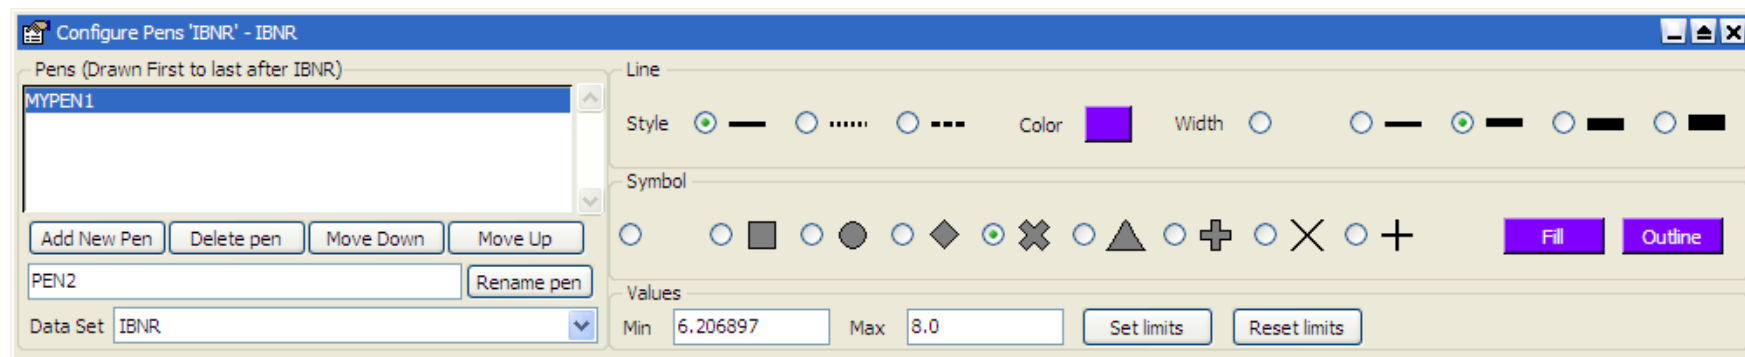 Configure Pens 'IBNR' - IBNR
Pens (Drawn First to last after IBNR)
MYPEN1
Add New Pen Delete pen Move Down Move Up
PEN2 Rename pen
Data Set IBNR
Line
Style Color Width
Symbol
Fill Outline
Values
Min 6.206897 Max 8.0 Set limits Reset limits